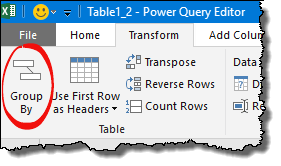 Table1_2 - Power Query Editor
File Home Transform Add Colu
Group
By
Use First Row
as Headers
Transpose
Reverse Rows
Count Rows
Data
D
R
Table